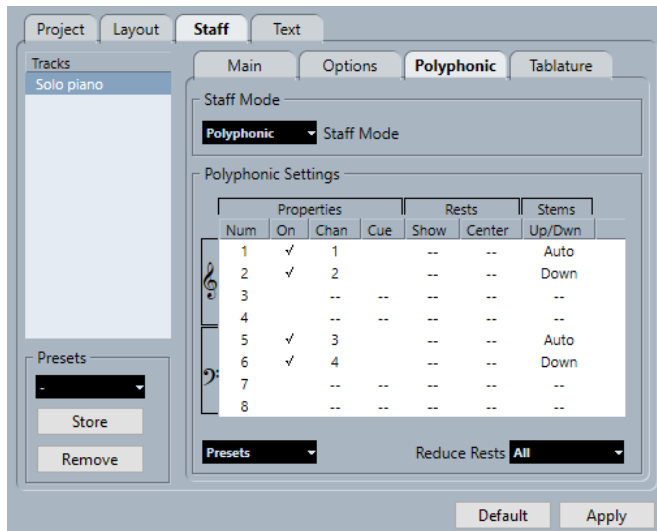 Project Layout Staff Text
Tracks
Solo piano
Main Options Polyphonic Tablature
Staff Mode
Polyphonic Staff Mode
Polyphonic Settings
Properties Rests Stems
Num On Chan Cue Show Center Up/Dwn
1 √ 1 -- -- Auto
2 √ 2 -- -- Down
3 -- -- -- -- --
4 -- -- -- -- --
5 √ 3 -- -- Auto
6 √ 4 -- -- Down
7 -- -- -- -- --
8 -- -- -- -- --
Presets
-
Store
Remove
Presets Reduce Rests All
Default Apply